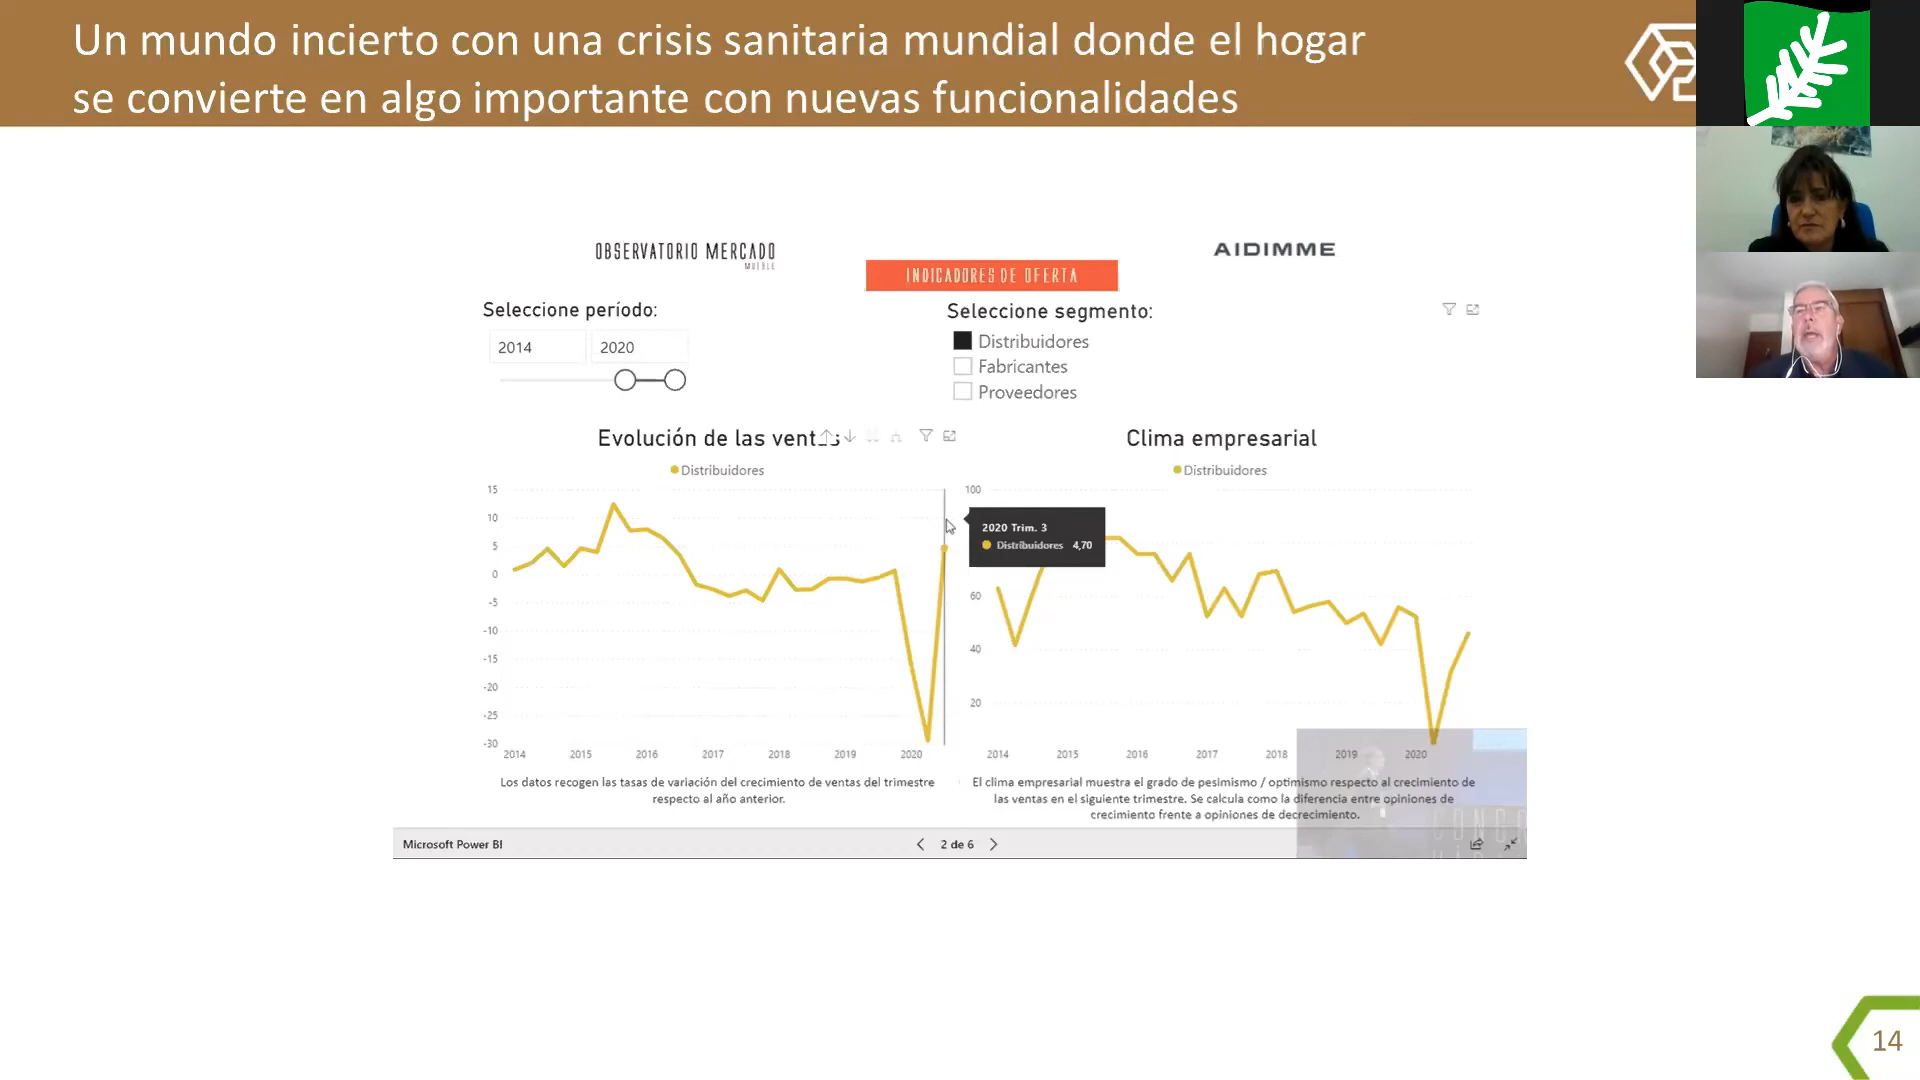 Un mundo incierto con una crisis sanitaria mundial donde el hogar
se convierte en algo importante con nuevas funcionalidades
OBSERVATORIO MERCADO
MUEBLE
AIDIMME
INDICADORES DE OFERTA
Seleccione período:
2014
2020
Seleccione segmento:
Distribuidores
Fabricantes
Proveedores
Evolución de las ventas
Distribuidores
15
10
5
0
-5
-10
-15
-20
-25
-30
2014 2015 2016 2017 2018 2019 2020
Los datos recogen las tasas de variación del crecimiento de ventas del trimestre
respecto al año anterior.
2020 Trim. 3
Distribuidores 4,70
Clima empresarial
Distribuidores
100
60
40
20
2014 2015 2016 2017 2018 2019 2020
El clima empresarial muestra el grado de pesimismo / optimismo respecto al crecimiento de
las ventas en el siguiente trimestre. Se calcula como la diferencia entre opiniones de
crecimiento frente a opiniones de decrecimiento.
Microsoft Power BI
2 de 6
14